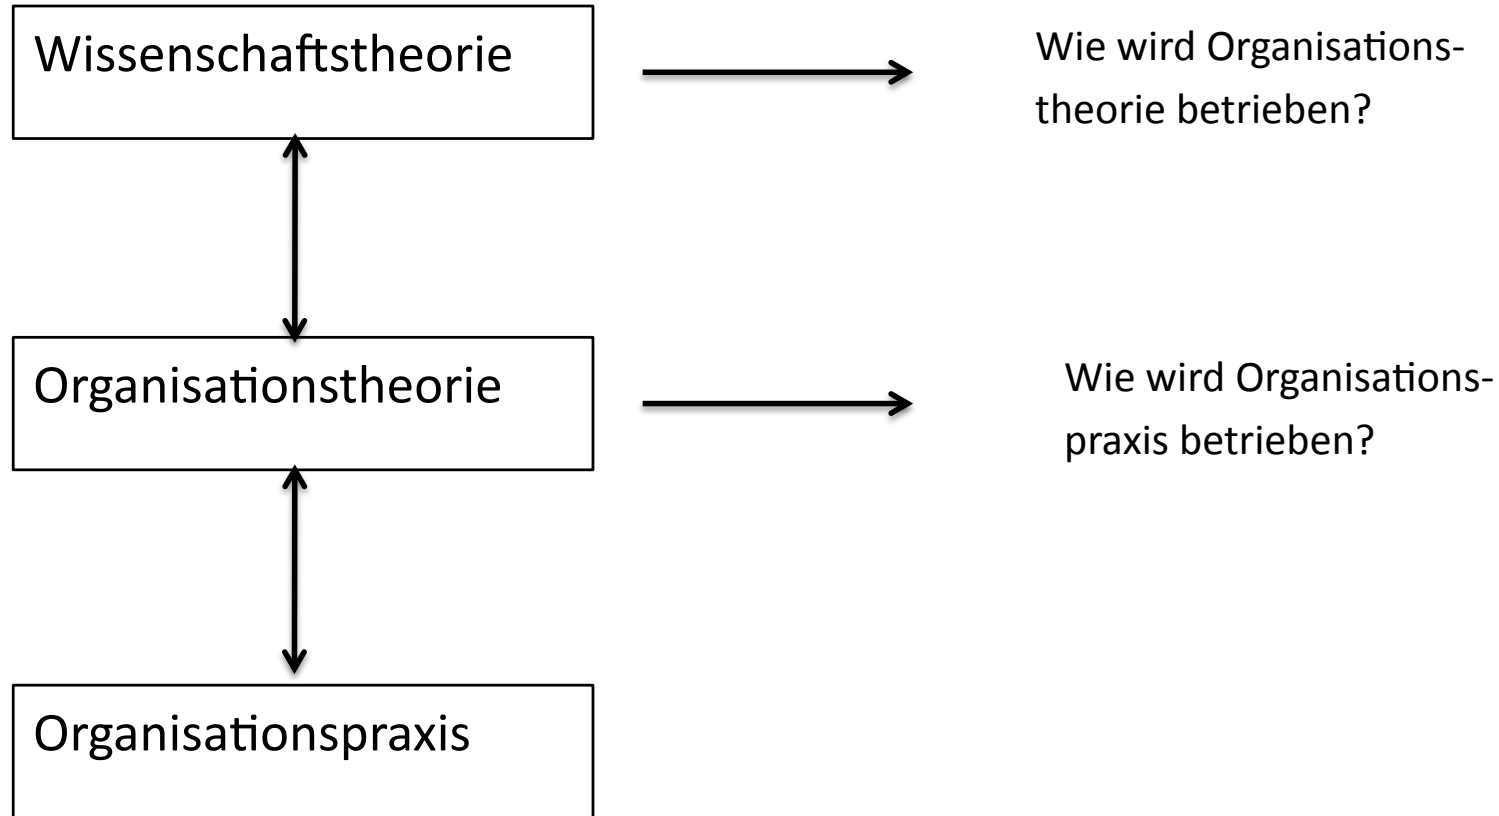 Wissenschaftstheorie
Wie wird Organisations-
theorie betrieben?
Organisationstheorie
Wie wird Organisations-
praxis betrieben?
Organisationspraxis